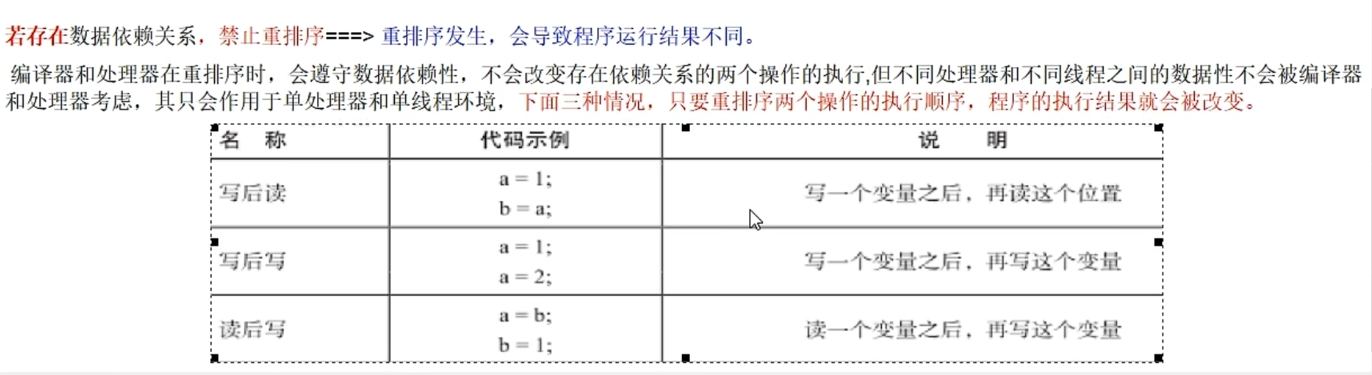 若存在数据依赖关系，禁止重排序===> 重排序发生，会导致程序运行结果不同。
编译器和处理器在重排序时，会遵守数据依赖性，不会改变存在依赖关系的两个操作的执行,但不同处理器和不同线程之间的数据性不会被编译器
和处理器考虑，其只会作用于单处理器和单线程环境，下面三种情况，只要重排序两个操作的执行顺序，程序的执行结果就会被改变。
名 称 代码示例 说 明
写后读 a = 1; 写一个变量之后，再读这个位置
b = a;
写后写 a = 1; 写一个变量之后，再写这个变量
a = 2;
读后写 a = b; 读一个变量之后，再写这个变量
b = 1;